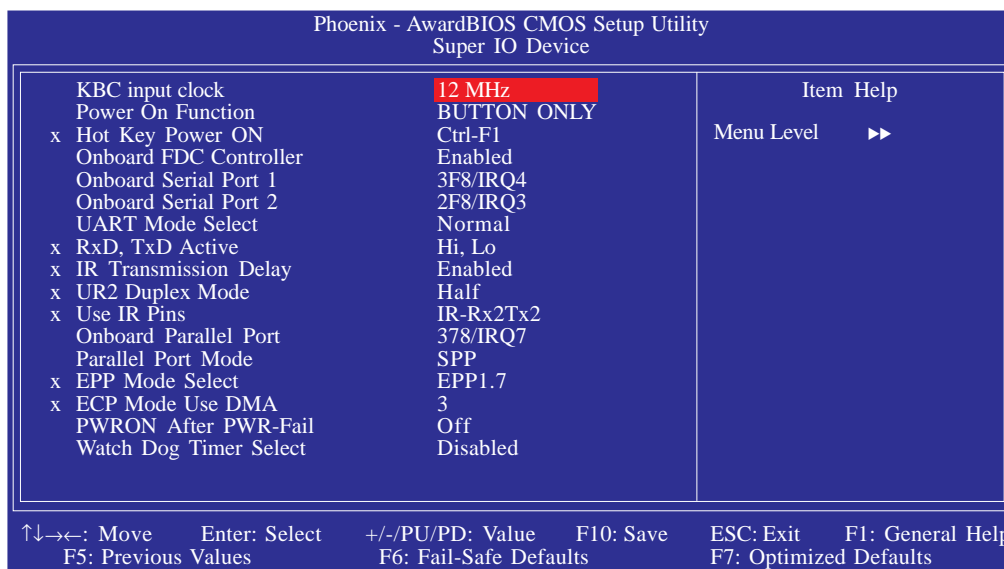 Phoenix - AwardBIOS CMOS Setup Utility
Super IO Device
KBC input clock 12 MHz
Power On Function BUTTON ONLY
x Hot Key Power ON Ctrl-F1
Onboard FDC Controller Enabled
Onboard Serial Port 1 3F8/IRQ4
Onboard Serial Port 2 2F8/IRQ3
UART Mode Select Normal
x RxD, TxD Active Hi, Lo
x IR Transmission Delay Enabled
x UR2 Duplex Mode Half
x Use IR Pins IR-Rx2Tx2
Onboard Parallel Port 378/IRQ7
Parallel Port Mode SPP
x EPP Mode Select EPP1.7
x ECP Mode Use DMA 3
PWRON After PWR-Fail Off
Watch Dog Timer Select Disabled
Item Help
Menu Level ▶▶
↑↓→←: Move Enter: Select +/-/PU/PD: Value F10: Save ESC: Exit F1: General Help
F5: Previous Values F6: Fail-Safe Defaults F7: Optimized Defaults